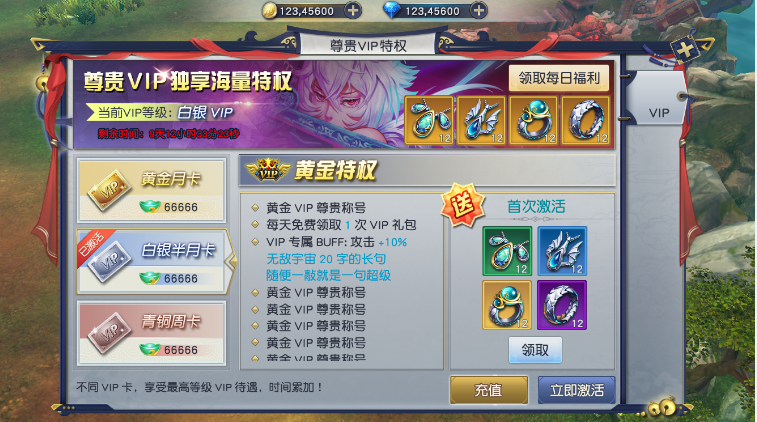 123,45600
123,45600
尊贵VIP特权
尊贵VIP独享海量特权
领取每日福利
当前VIP等级: 白银 VIP
剩余时间: 6天12小时33分23秒
12
12
12
12
VIP
黄金月卡
66666
已激活
白银半月卡
66666
青铜周卡
66666
VIP
黄金特权
黄金 VIP 尊贵称号
每天免费领取 1 次 VIP 礼包
VIP 专属 BUFF: 攻击 +10%
无敌宇宙 20 字的长句
随便一敲就是一句超级
黄金 VIP 尊贵称号
黄金 VIP 尊贵称号
黄金 VIP 尊贵称号
黄金 VIP 尊贵称号
黄金 VIP 尊贵称号
送
首次激活
12
12
12
12
领取
不同 VIP 卡，享受最高等级 VIP 待遇，时间累加！
充值
立即激活
VIP
VIP
VIP